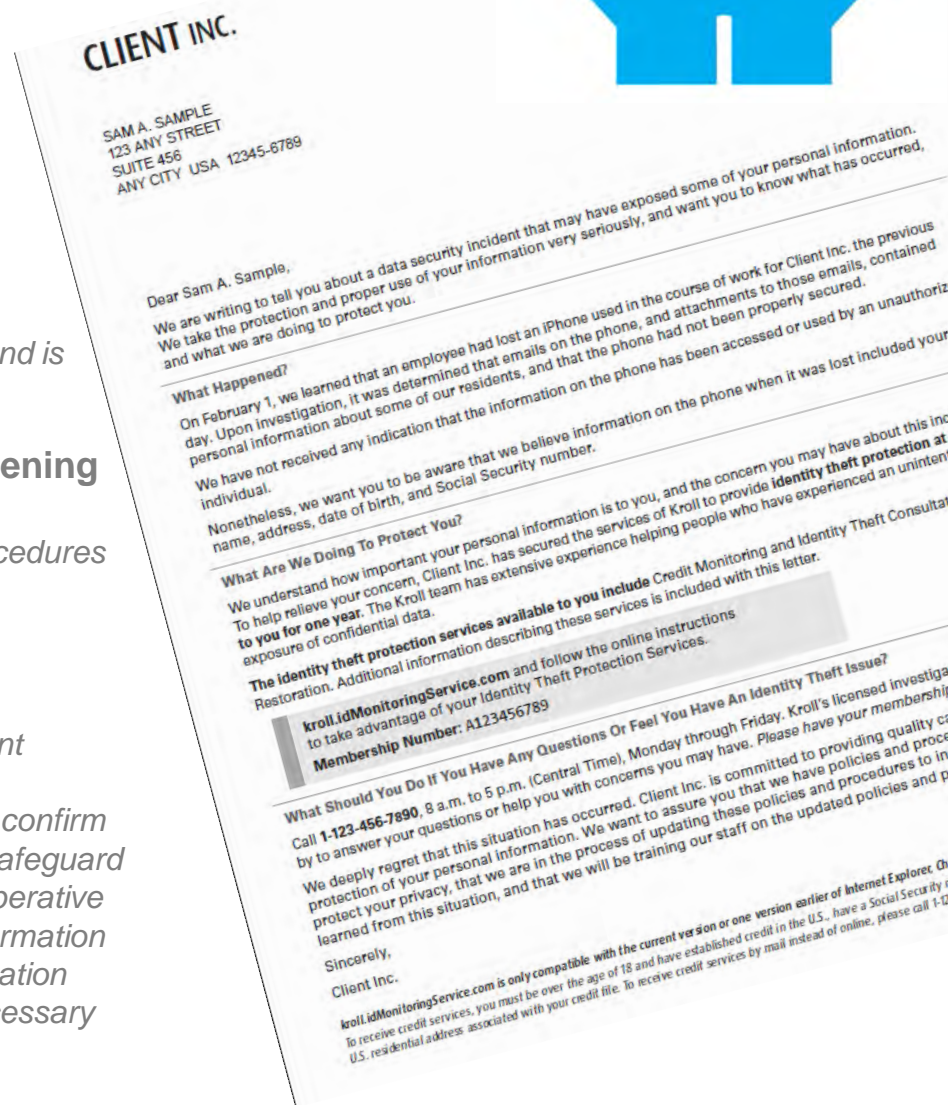 CLIENT INC.
SAM A. SAMPLE
123 ANY STREET
SUITE 456
ANY CITY USA 12345-6789
Dear Sam A. Sample,
We are writing to tell you about a data security incident that may have exposed some of your personal information.
We take the protection and proper use of your information very seriously, and want you to know what has occurred,
and what we are doing to protect you.
What Happened?
On February 1, we learned that an employee had lost an iPhone used in the course of work for Client Inc. the previous
day. Upon investigation, it was determined that emails on the phone, and attachments to those emails, contained
personal information about some of our residents, and that the phone had not been properly secured.
We have not received any indication that the information on the phone has been accessed or used by an unauthoriz
individual.
Nonetheless, we want you to be aware that we believe information on the phone when it was lost included your
name, address, date of birth, and Social Security number.
What Are We Doing To Protect You?
We understand how important your personal information is to you, and the concern you may have about this inc
To help relieve your concern, Client Inc. has secured the services of Kroll to provide identity theft protection at
to you for one year. The Kroll team has extensive experience helping people who have experienced an unintent
exposure of confidential data.
The identity theft protection services available to you include Credit Monitoring and Identity Theft Consultat
Restoration. Additional information describing these services is included with this letter.
kroll.idMonitoringService.com and follow the online instructions
to take advantage of your Identity Theft Protection Services.
Membership Number: A123456789
What Should You Do If You Have Any Questions Or Feel You Have An Identity Theft Issue?
Call 1-123-456-7890, 8 a.m. to 5 p.m. (Central Time), Monday through Friday. Kroll's licensed investiga
by to answer your questions or help you with concerns you may have. Please have your membership
We deeply regret that this situation has occurred. Client Inc. is committed to providing quality ca
protection of your personal information. We want to assure you that we have policies and proce
protect your privacy, that we are in the process of updating these policies and procedures to in
learned from this situation, and that we will be training our staff on the updated policies and p
Sincerely,
Client Inc.
kroll.idMonitoringService.com is only compatible with the current version or one version earlier of Internet Explorer, Ch
To receive credit services, you must be over the age of 18 and have established credit in the U.S., have a Social Security
U.S. residential address associated with your credit file. To receive credit services by mail instead of online, please call 1-12
nd is
ening
cedures
nt
confirm
afeguard
perative
rmation
ation
cessary